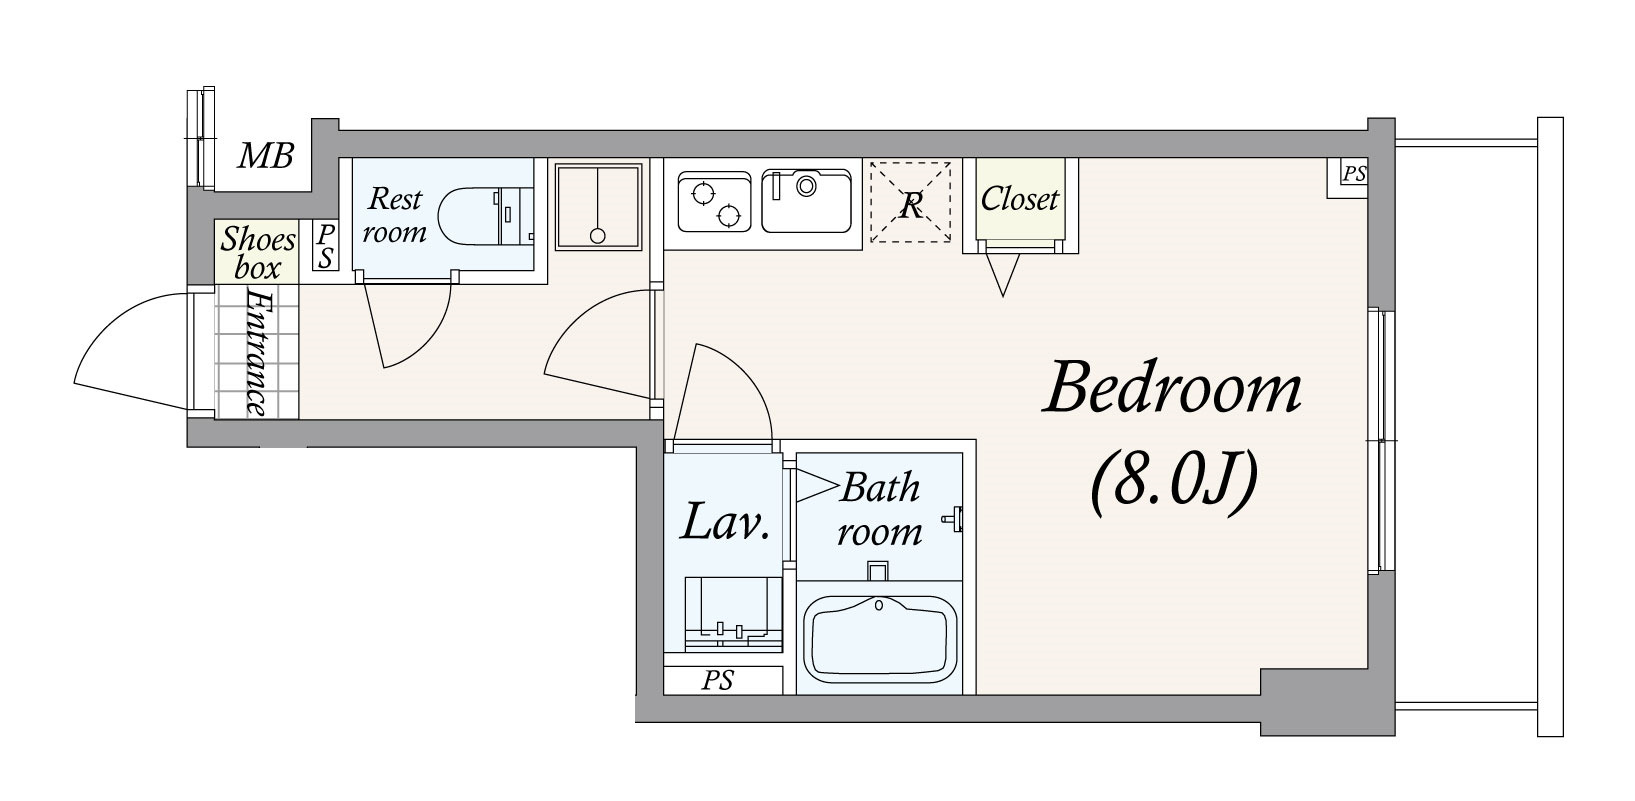 MB
Rest
room
Shoes
box
P
S
Entrance
R
Closet
PS
Bedroom
(8.0J)
Lav.
Bath
room
PS